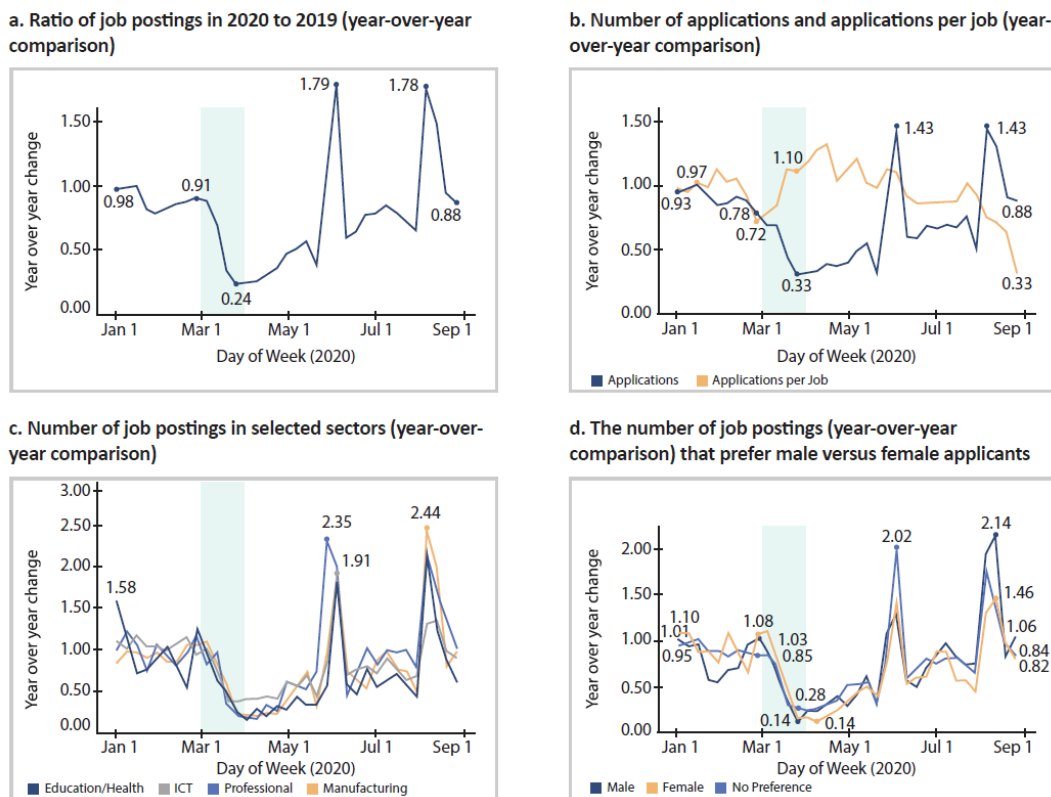 a. Ratio of job postings in 2020 to 2019 (year-over-year
comparison)
Year over year change
1.50
1.00
0.50
0.00
0.98
0.91
0.24
1.79
1.78
0.88
Jan 1 Mar 1 May 1 Jul 1 Sep 1
Day of Week (2020)
b. Number of applications and applications per job (year-
over-year comparison)
Year over year change
1.50
1.00
0.50
0.00
0.97
0.93
0.78
0.72
1.10
0.33
1.43
1.43
0.88
0.33
Jan 1 Mar 1 May 1 Jul 1 Sep 1
Day of Week (2020)
Applications Applications per Job
c. Number of job postings in selected sectors (year-over-
year comparison)
Year over year change
3.00
2.50
2.00
1.50
1.00
0.50
0.00
1.58
2.35
1.91
2.44
Jan 1 Mar 1 May 1 Jul 1 Sep 1
Day of Week (2020)
Education/Health ICT Professional Manufacturing
d. The number of job postings (year-over-year
comparison) that prefer male versus female applicants
Year over year change
2.00
1.50
1.00
0.50
0.00
1.10
1.01
0.95
1.08
1.03
0.85
0.28
0.14
0.14
2.02
2.14
1.46
1.06
0.84
0.82
Jan 1 Mar 1 May 1 Jul 1 Sep 1
Day of Week (2020)
Male Female No Preference